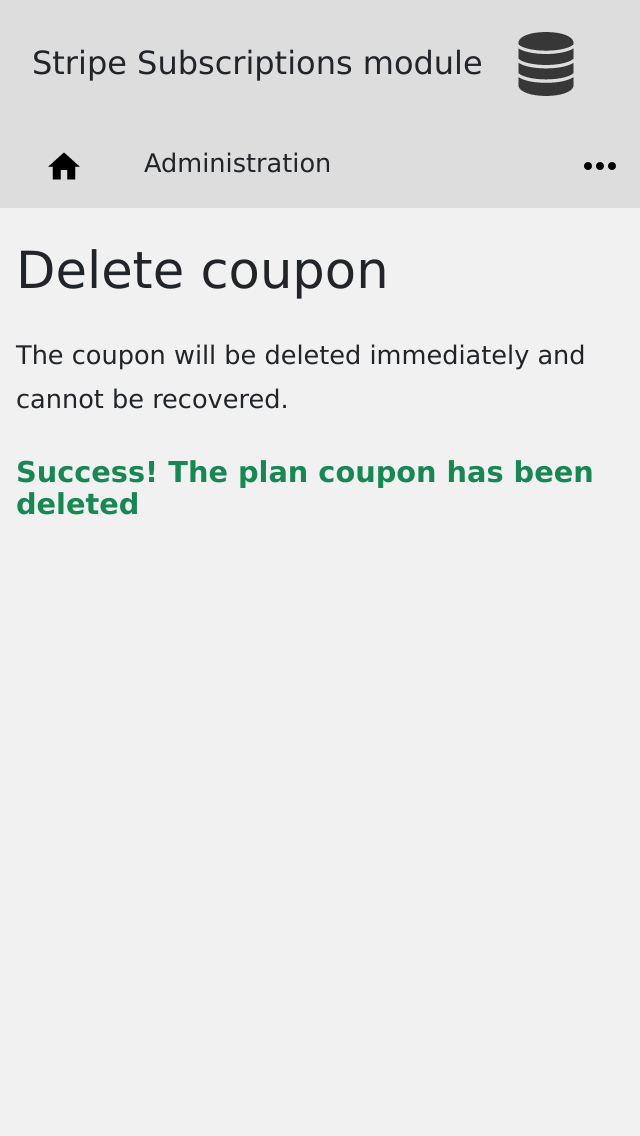 Stripe Subscriptions module
Administration
Delete coupon
The coupon will be deleted immediately and
cannot be recovered.
Success! The plan coupon has been
deleted